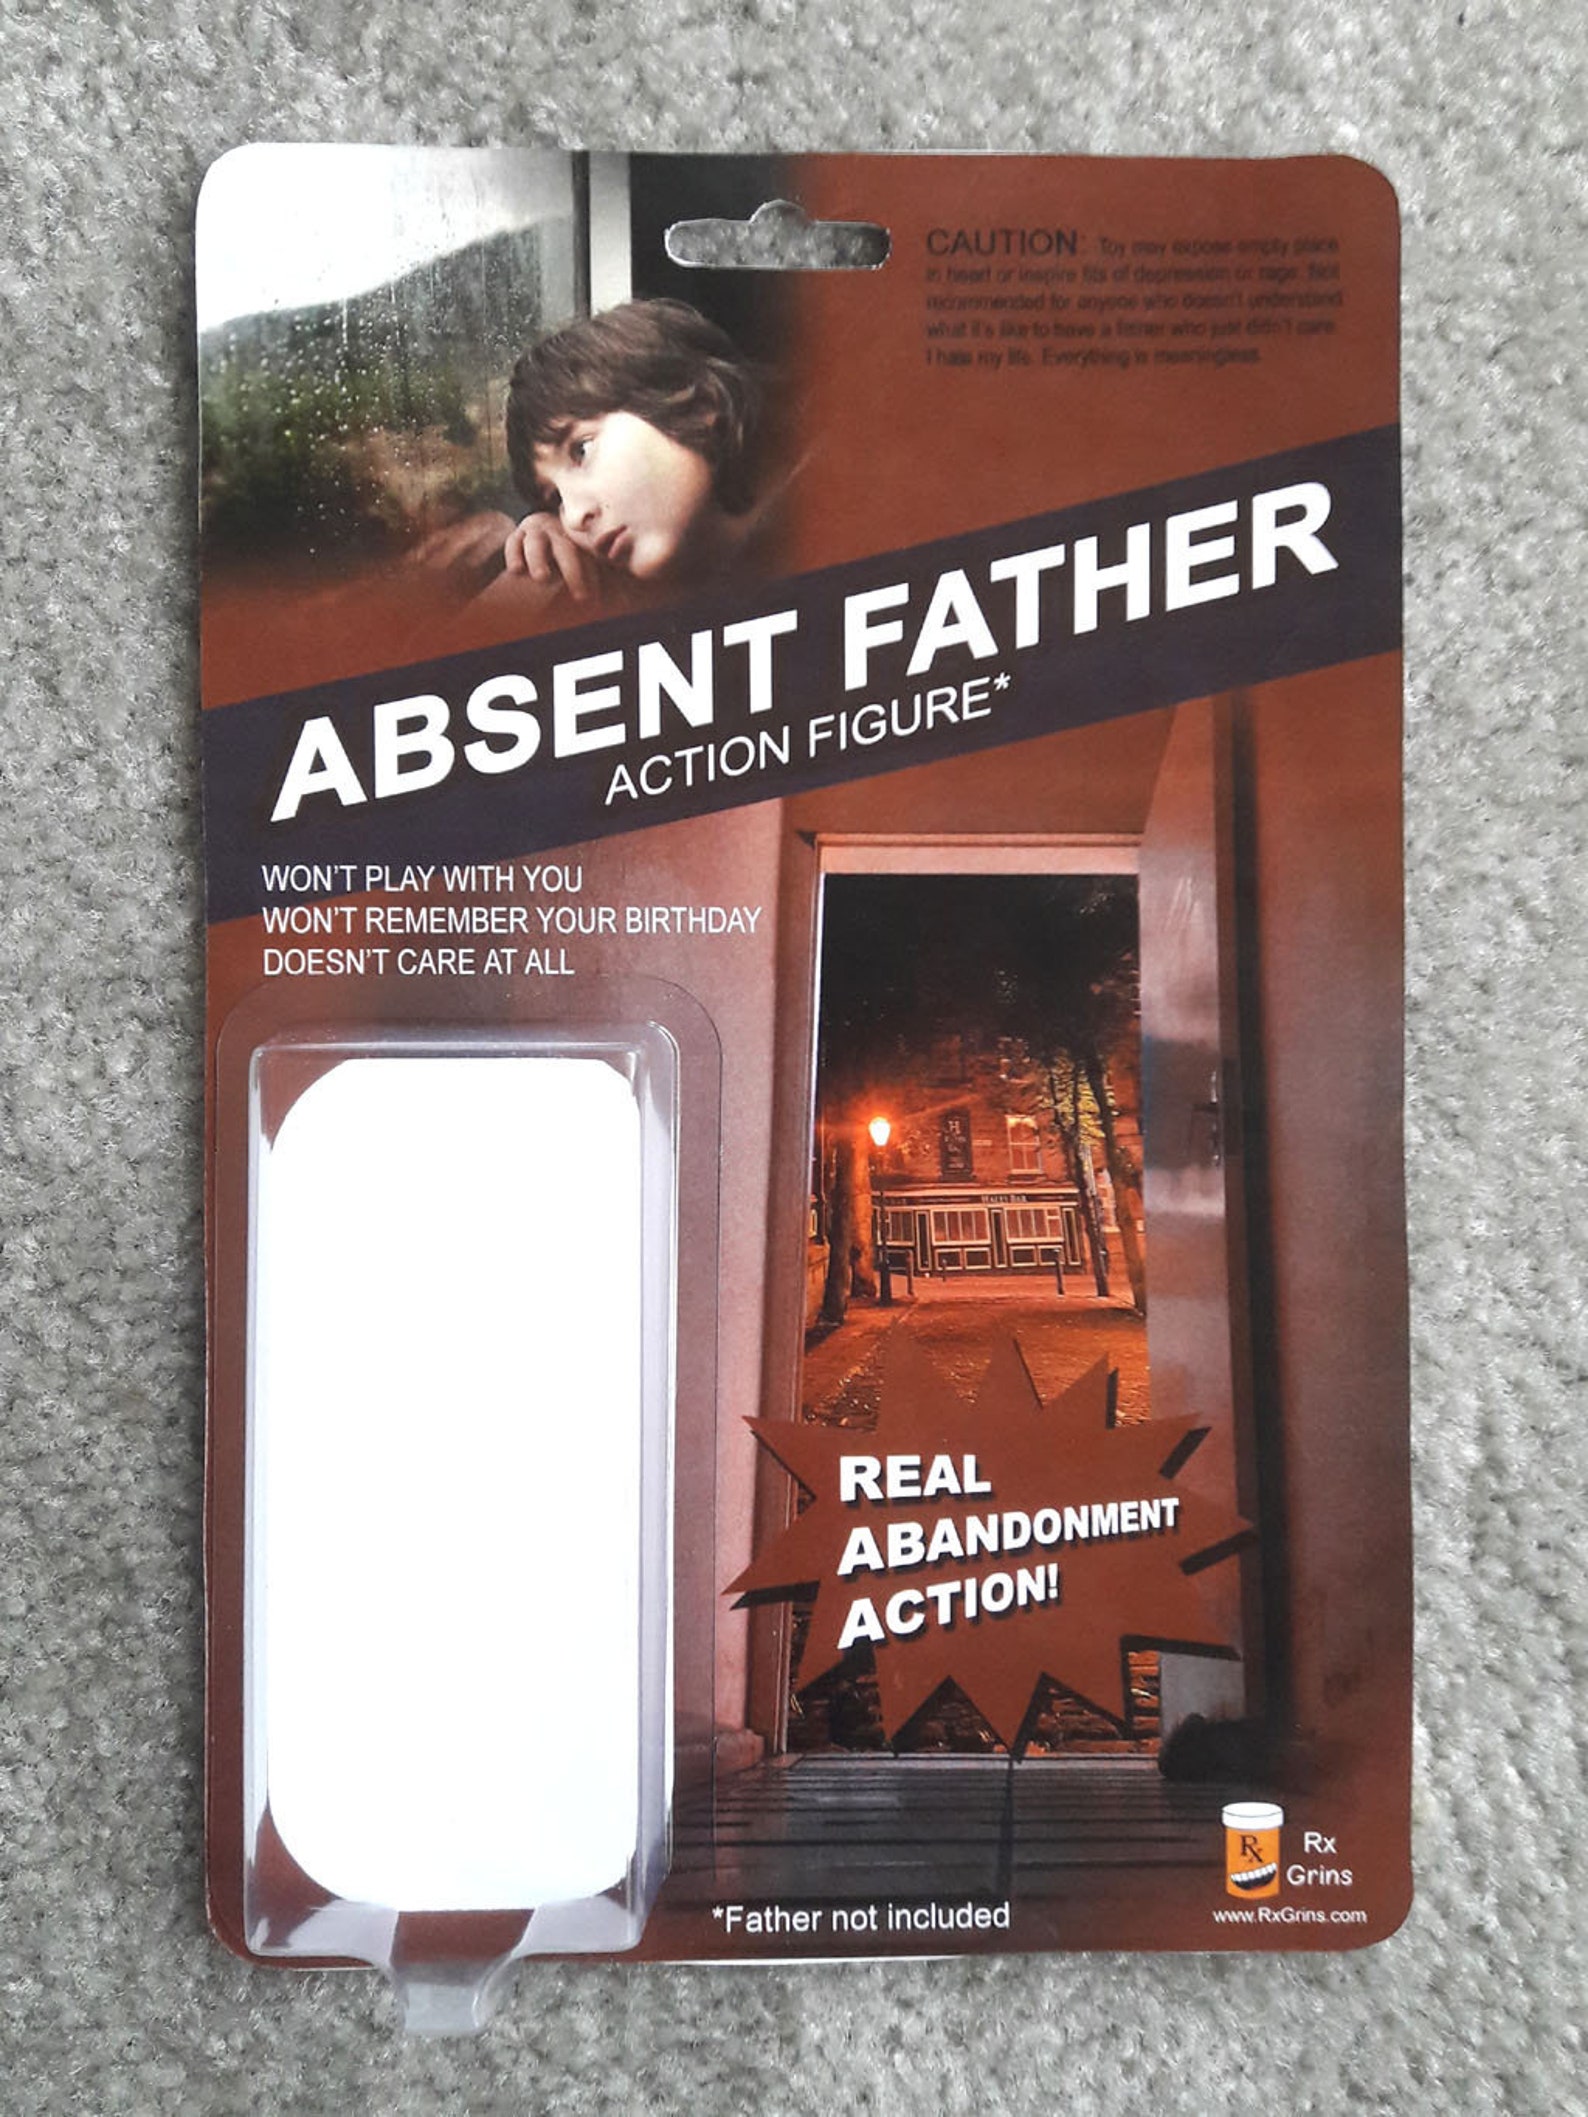 CAUTION: Toy may expose empty place
in heart or inspire fits of depression or rage. Not
recommended for anyone who doesn't understand
what it's like to have a father who just didn't care.
I hate my life. Everything is meaningless.
ABSENT FATHER
ACTION FIGURE*
WON'T PLAY WITH YOU
WON'T REMEMBER YOUR BIRTHDAY
DOESN'T CARE AT ALL
REAL
ABANDONMENT
ACTION!
Rx
Rx
Grins
www.RxGrins.com
*Father not included